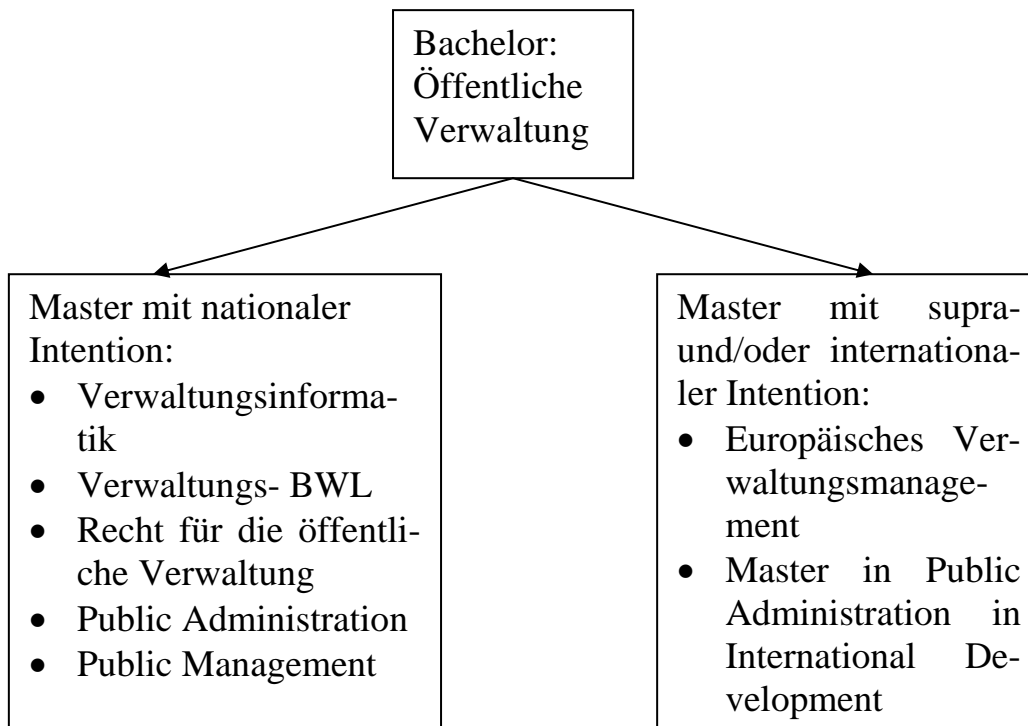 Bachelor:
Öffentliche
Verwaltung
Master mit nationaler
Intention:
• Verwaltungsinforma-
tik
• Verwaltungs- BWL
• Recht für die öffentli-
che Verwaltung
• Public Administration
• Public Management
Master mit supra-
und/oder internationa-
ler Intention:
• Europäisches Ver-
waltungsmanage-
ment
• Master in Public
Administration in
International De-
velopment